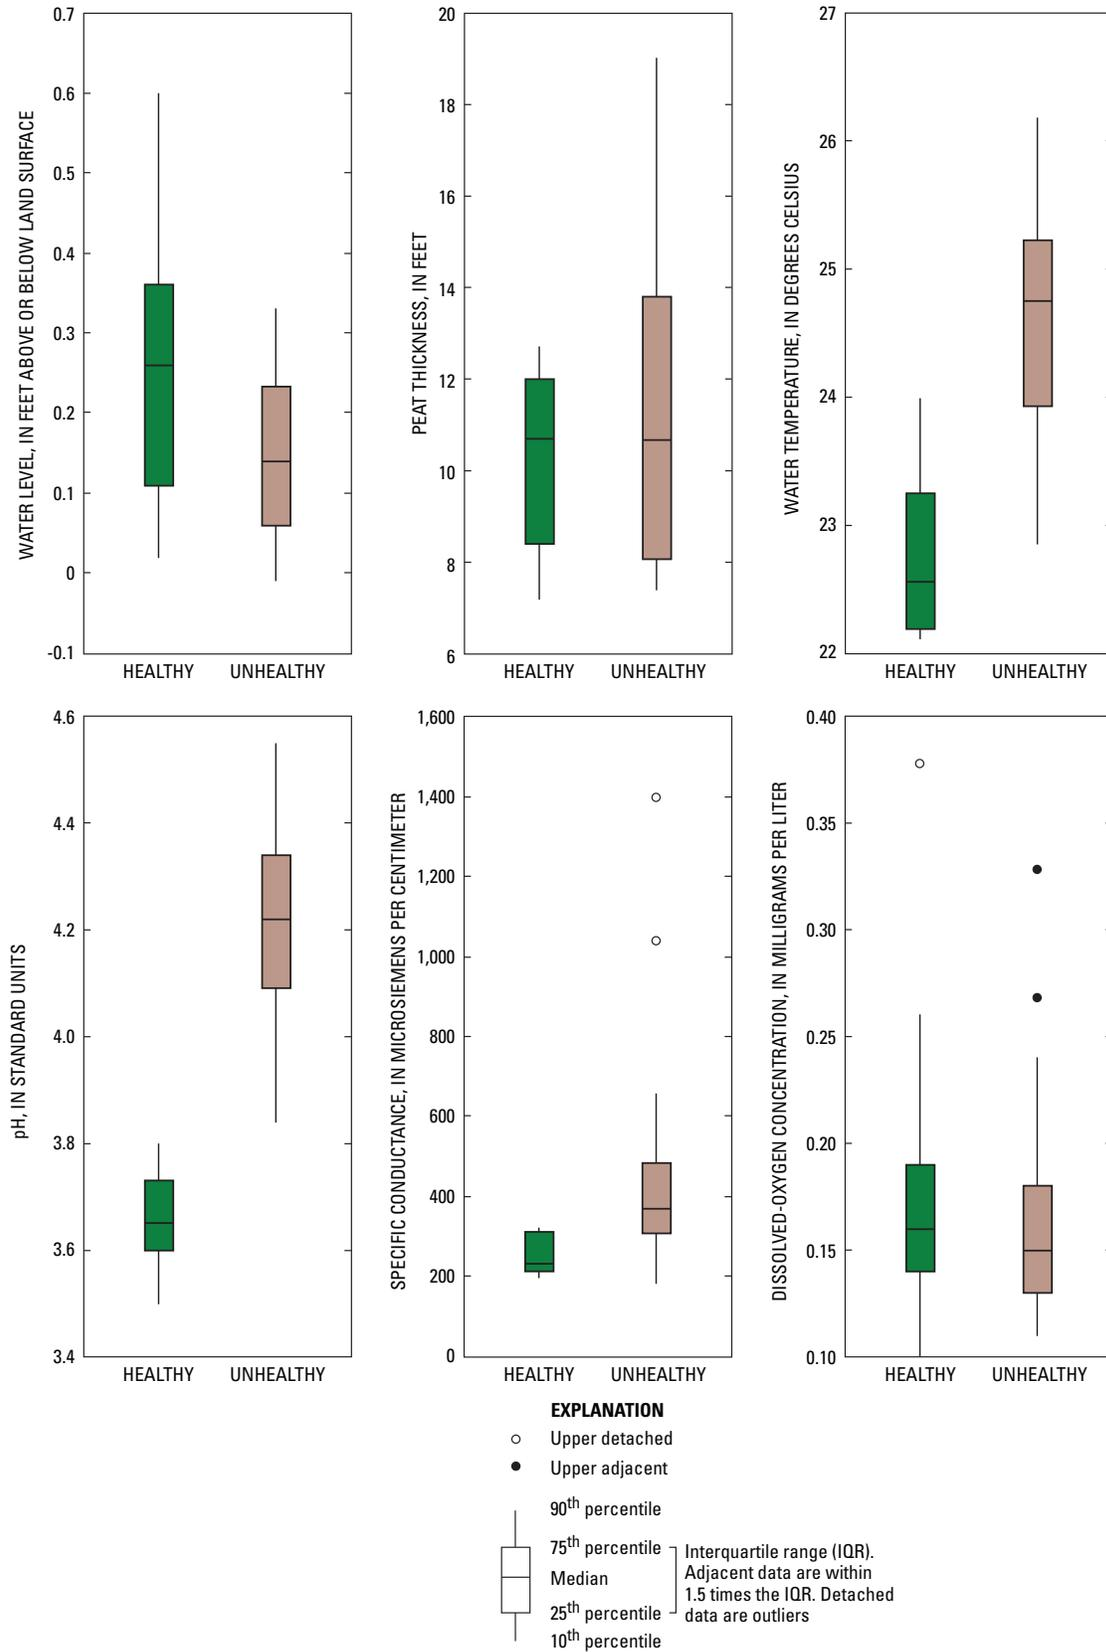 WATER LEVEL, IN FEET ABOVE OR BELOW LAND SURFACE
0.7
0.6
0.5
0.4
0.3
0.2
0.1
0
-0.1
HEALTHY
UNHEALTHY
PEAT THICKNESS, IN FEET
20
18
16
14
12
10
8
6
HEALTHY
UNHEALTHY
WATER TEMPERATURE, IN DEGREES CELSIUS
27
26
25
24
23
22
HEALTHY
UNHEALTHY
pH, IN STANDARD UNITS
4.6
4.4
4.2
4.0
3.8
3.6
3.4
HEALTHY
UNHEALTHY
SPECIFIC CONDUCTANCE, IN MICROSIEMENS PER CENTIMETER
1,600
1,400
1,200
1,000
800
600
400
200
0
HEALTHY
UNHEALTHY
DISSOLVED-OXYGEN CONCENTRATION, IN MILLIGRAMS PER LITER
0.40
0.35
0.30
0.25
0.20
0.15
0.10
HEALTHY
UNHEALTHY
EXPLANATION
Upper detached
Upper adjacent
90th percentile
75th percentile
Median
25th percentile
10th percentile
Interquartile range (IQR).
Adjacent data are within
1.5 times the IQR. Detached
data are outliers